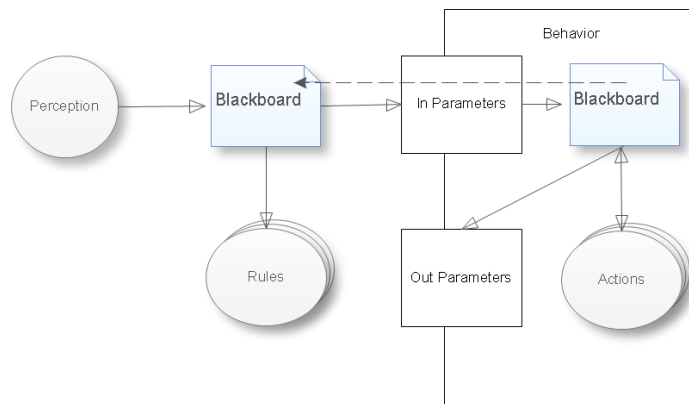 Behavior
Perception
Blackboard
In Parameters
Blackboard
Rules
Out Parameters
Actions